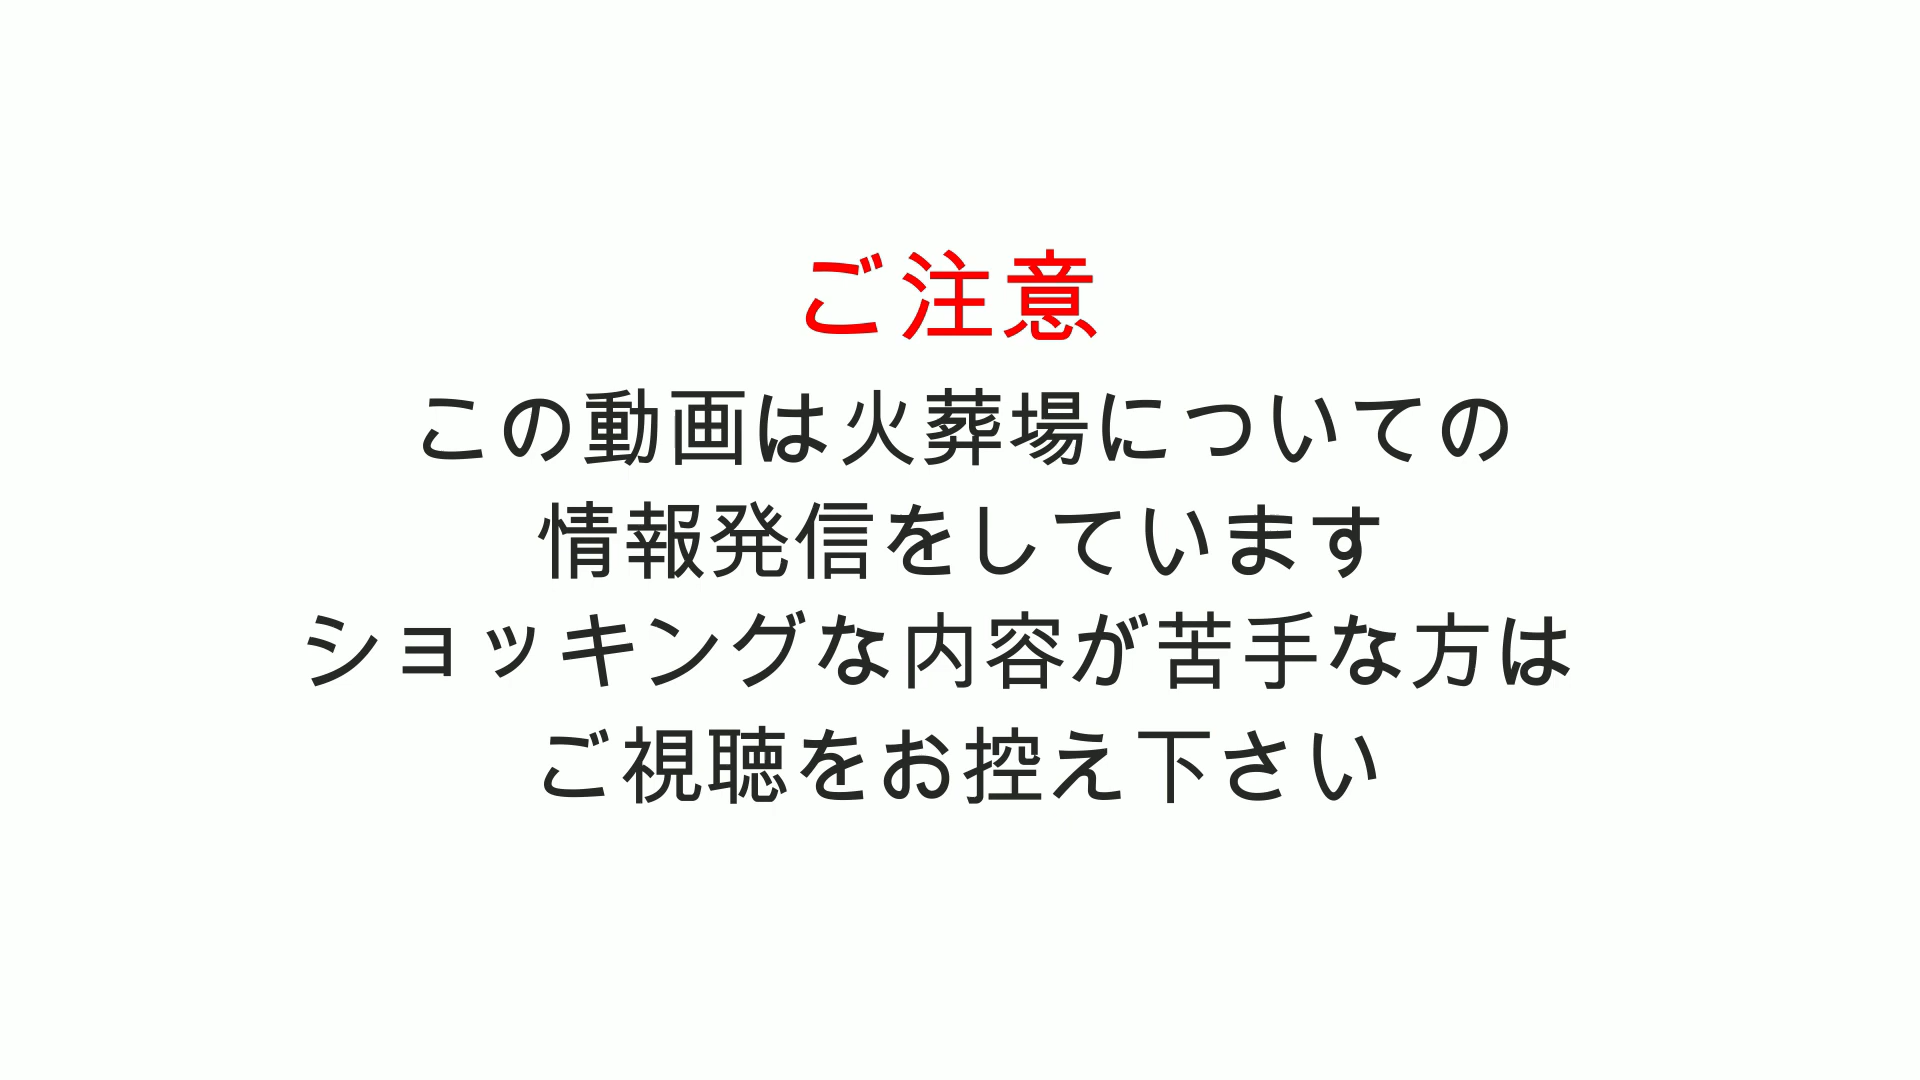 ご注意
この動画は火葬場についての
情報発信をしています
ショッキングな内容が苦手な方は
ご視聴をお控え下さい